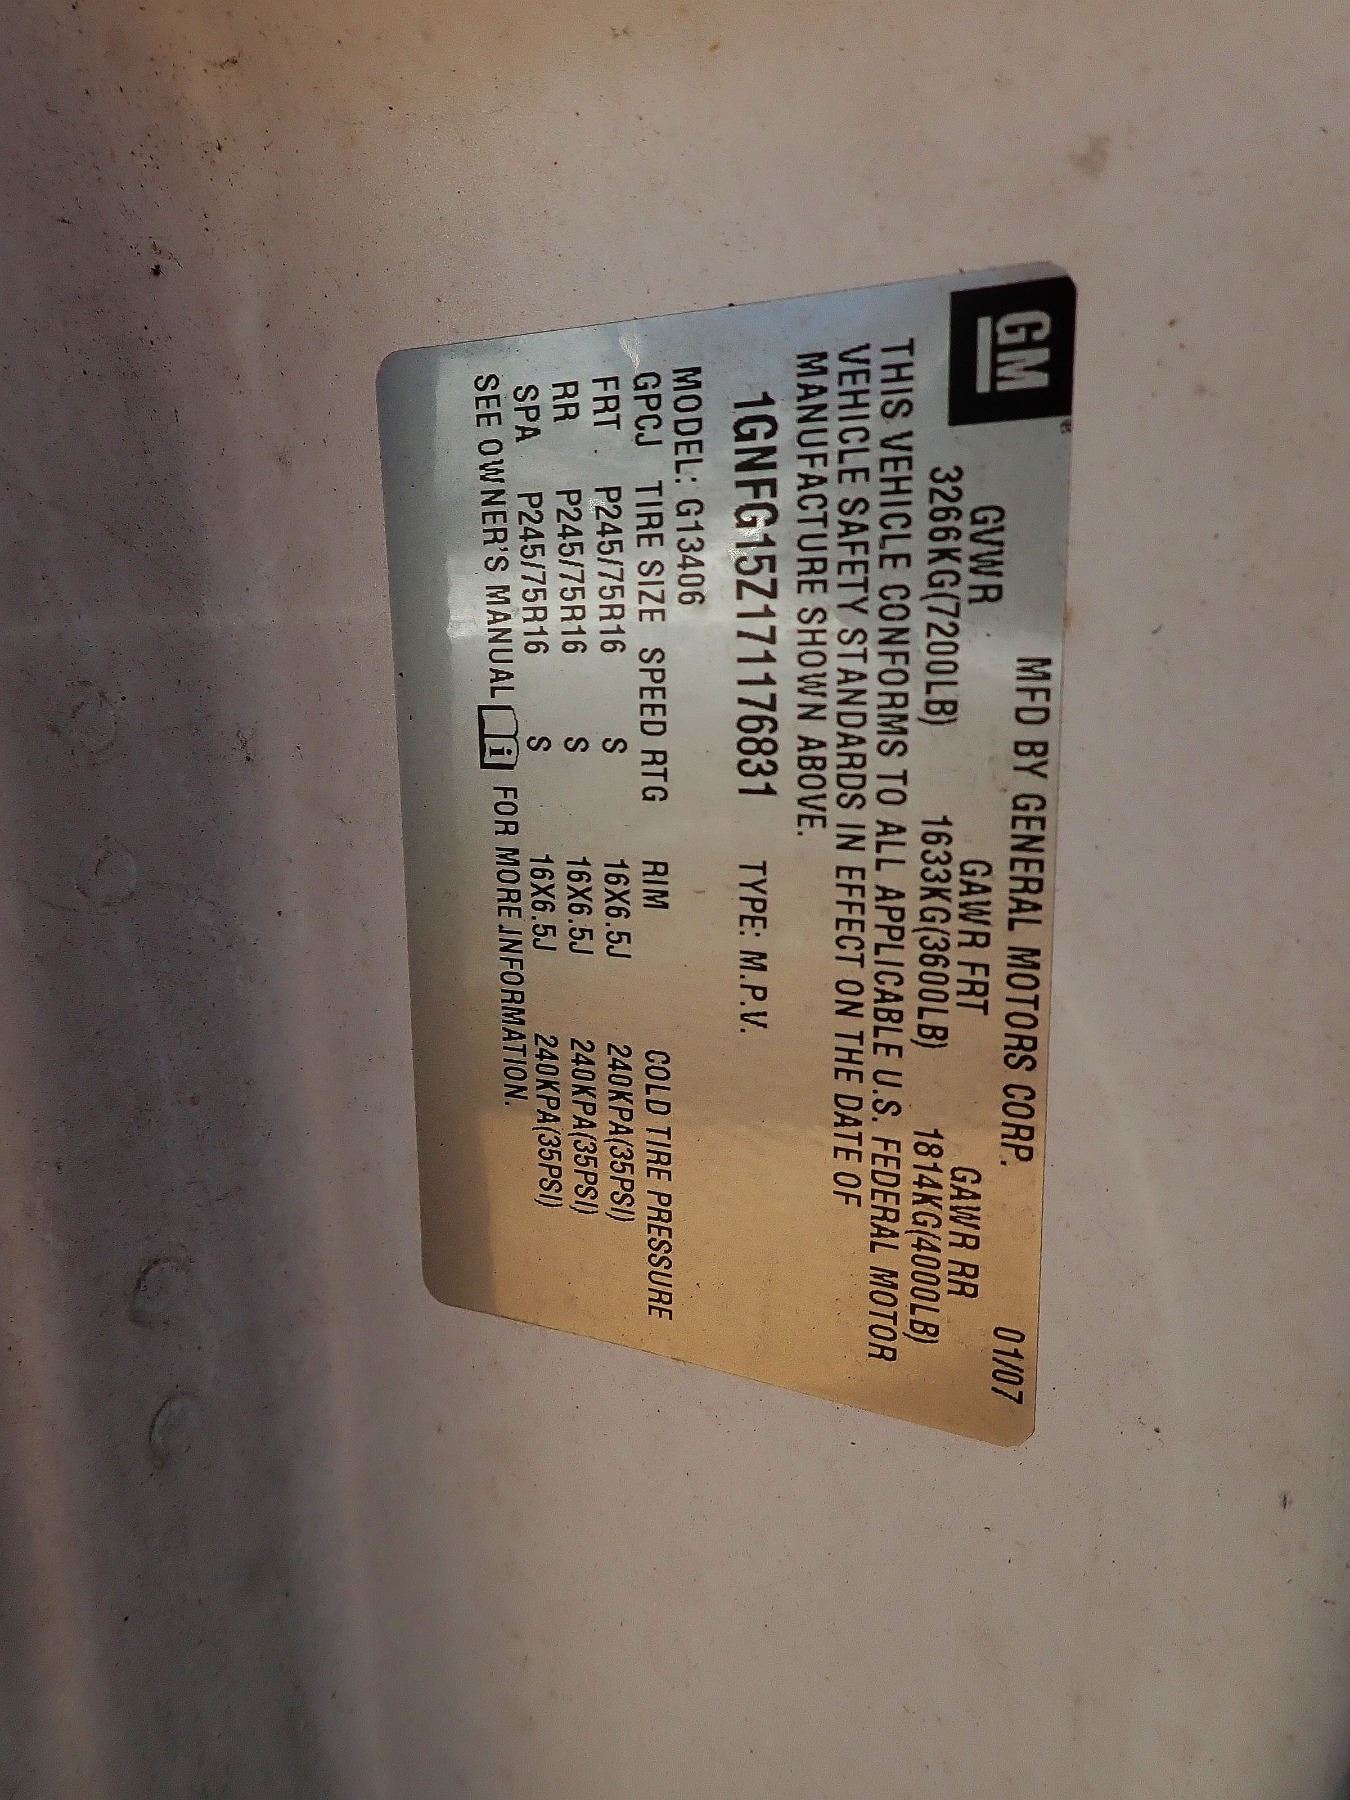 GM
MFD BY GENERAL MOTORS CORP. 01/07
GVWR GAWR FRT GAWR RR
3266KG(7200LB) 1633KG(3600LB) 1814KG(4000LB)
THIS VEHICLE CONFORMS TO ALL APPLICABLE U.S. FEDERAL MOTOR
VEHICLE SAFETY STANDARDS IN EFFECT ON THE DATE OF
MANUFACTURE SHOWN ABOVE.
1GNFG15Z171176831 TYPE: M.P.V.
MODEL: G13406
GPCJ TIRE SIZE SPEED RTG RIM COLD TIRE PRESSURE
FRT P245/75R16 S 16X6.5J 240KPA(35PSI)
RR P245/75R16 S 16X6.5J 240KPA(35PSI)
SPA P245/75R16 S 16X6.5J 240KPA(35PSI)
SEE OWNER'S MANUAL i FOR MORE INFORMATION.